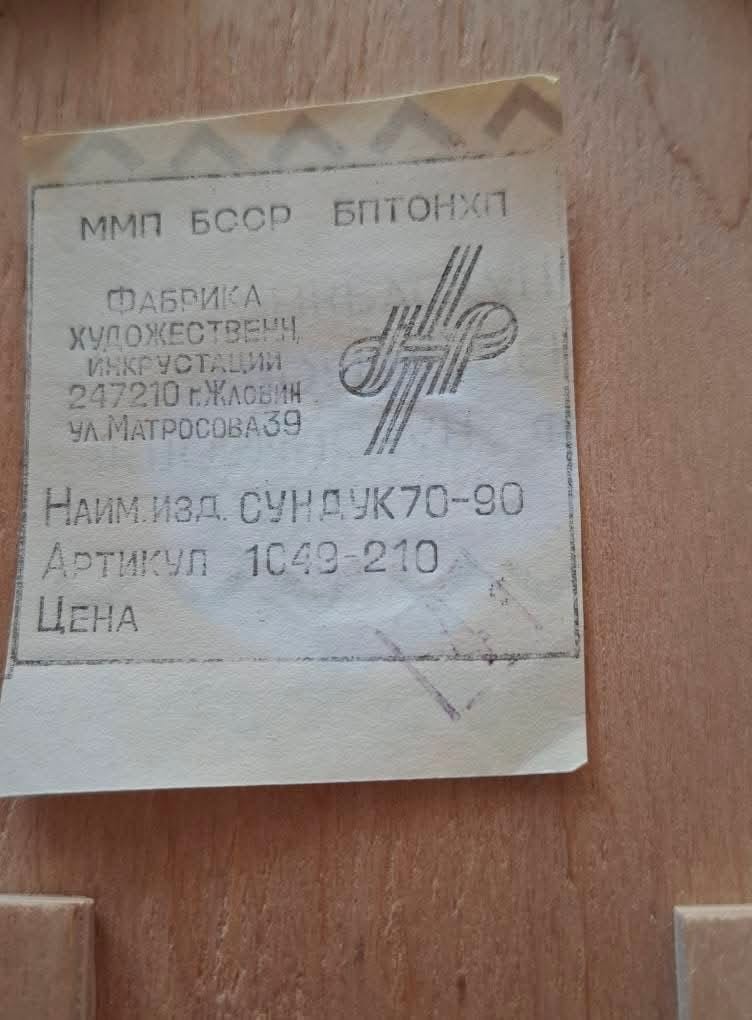 ММП БССР БПТОНХП
ФАБРИКА
ХУДОЖЕСТВЕНН.
ИНКРУСТАЦИИ
247210 г.ЖЛОБИН
УЛ.МАТРОСОВА39
НАИМ.ИЗД. СУНДУК70-90
АРТИКУЛ 1049-210
ЦЕНА